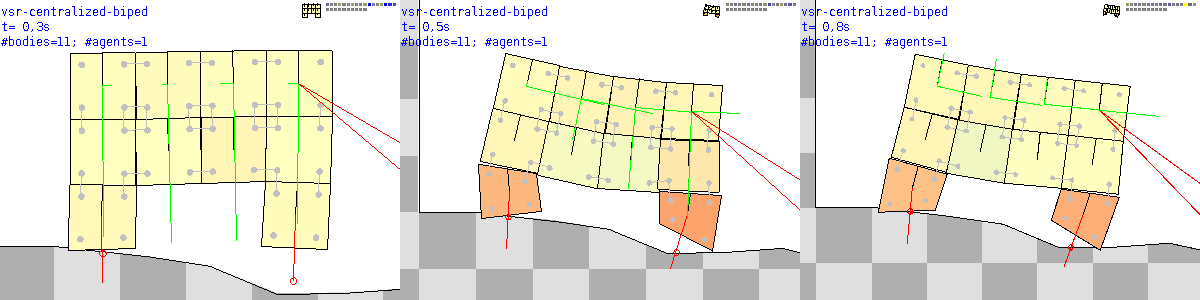 vsr-centralized-biped
t= 0,3s
#bodies=11; #agents=1
vsr-centralized-biped
t= 0,5s
#bodies=11; #agents=1
vsr-centralized-biped
t= 0,8s
#bodies=11; #agents=1